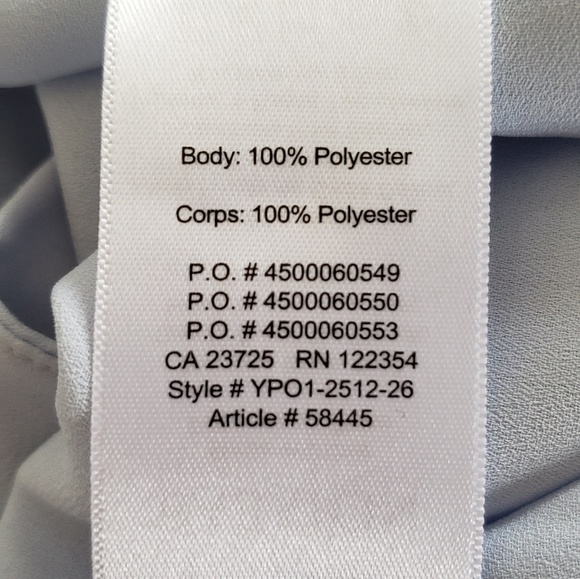 Body: 100% Polyester
Corps: 100% Polyester
P.O. # 4500060549
P.O. # 4500060550
P.O. # 4500060553
CA 23725 RN 122354
Style # YPO1-2512-26
Article # 58445